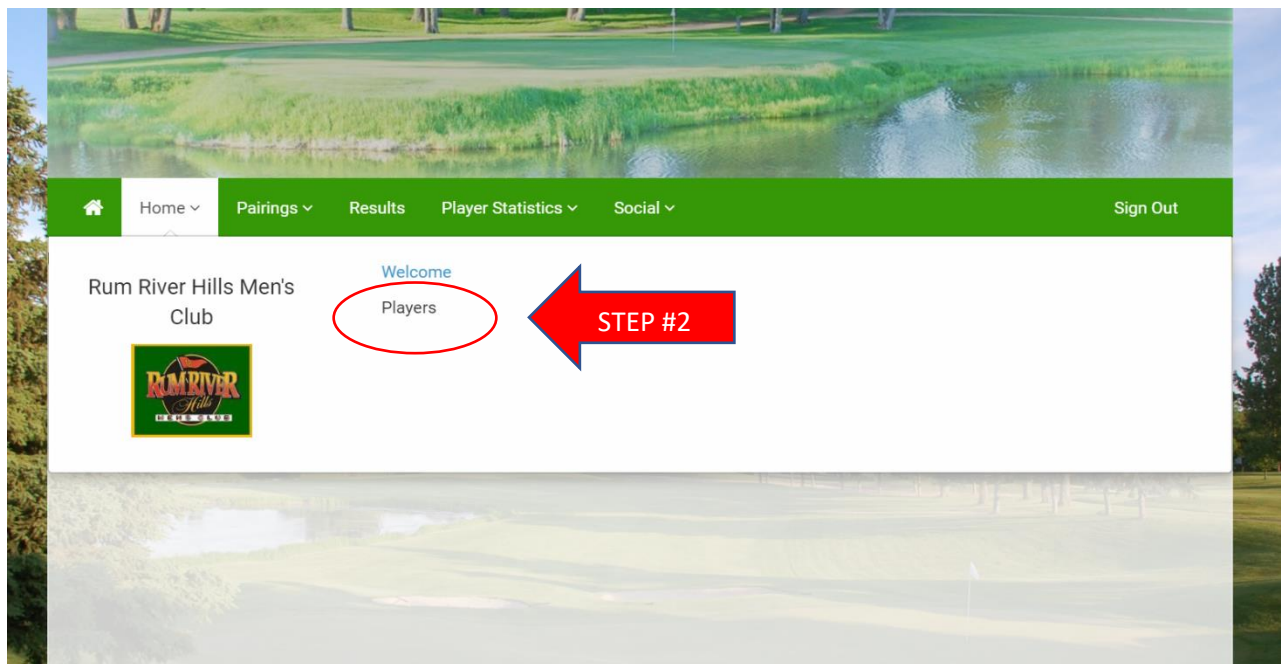 Home Pairings Results Player Statistics Social Sign Out
Rum River Hills Men's
Club
Welcome
Players
STEP #2
RUM RIVER
Hills
MENS CLUB